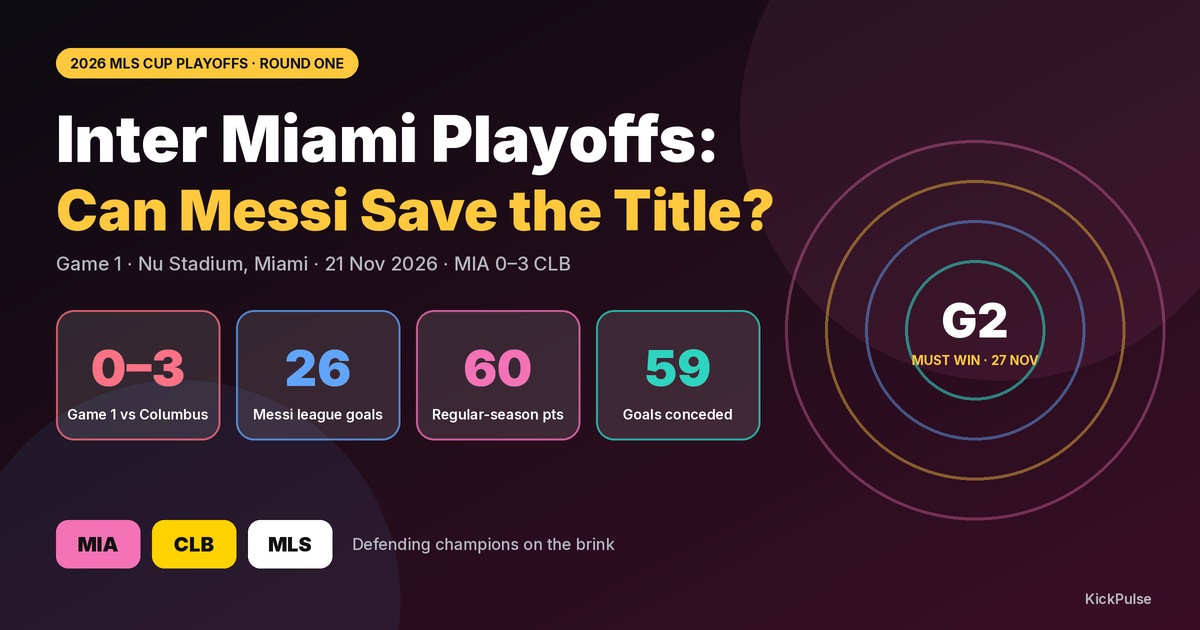 2026 MLS CUP PLAYOFFS · ROUND ONE
Inter Miami Playoffs:
Can Messi Save the Title?
Game 1 · Nu Stadium, Miami · 21 Nov 2026 · MIA 0–3 CLB
0–3
Game 1 vs Columbus
26
Messi league goals
60
Regular-season pts
59
Goals conceded
G2
MUST WIN · 27 NOV
MIA
CLB
MLS
Defending champions on the brink
KickPulse